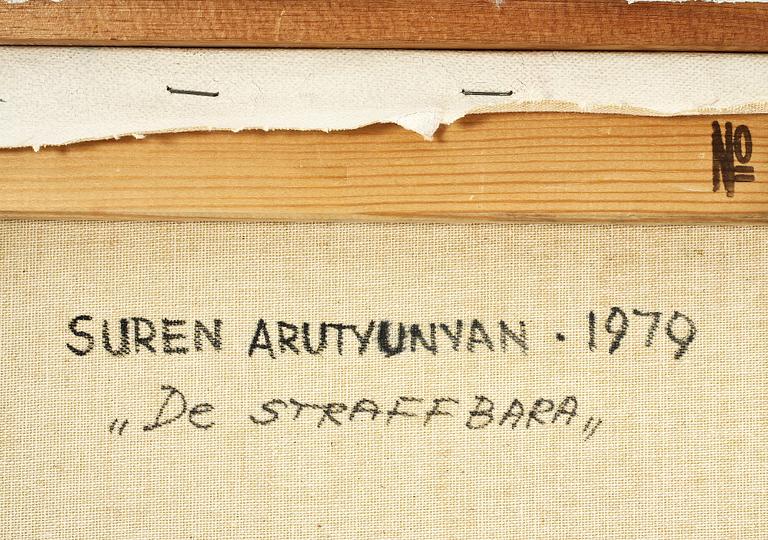 Nº
SUREN ARUTYUNYAN · 1979
„De STRAFFBARA„